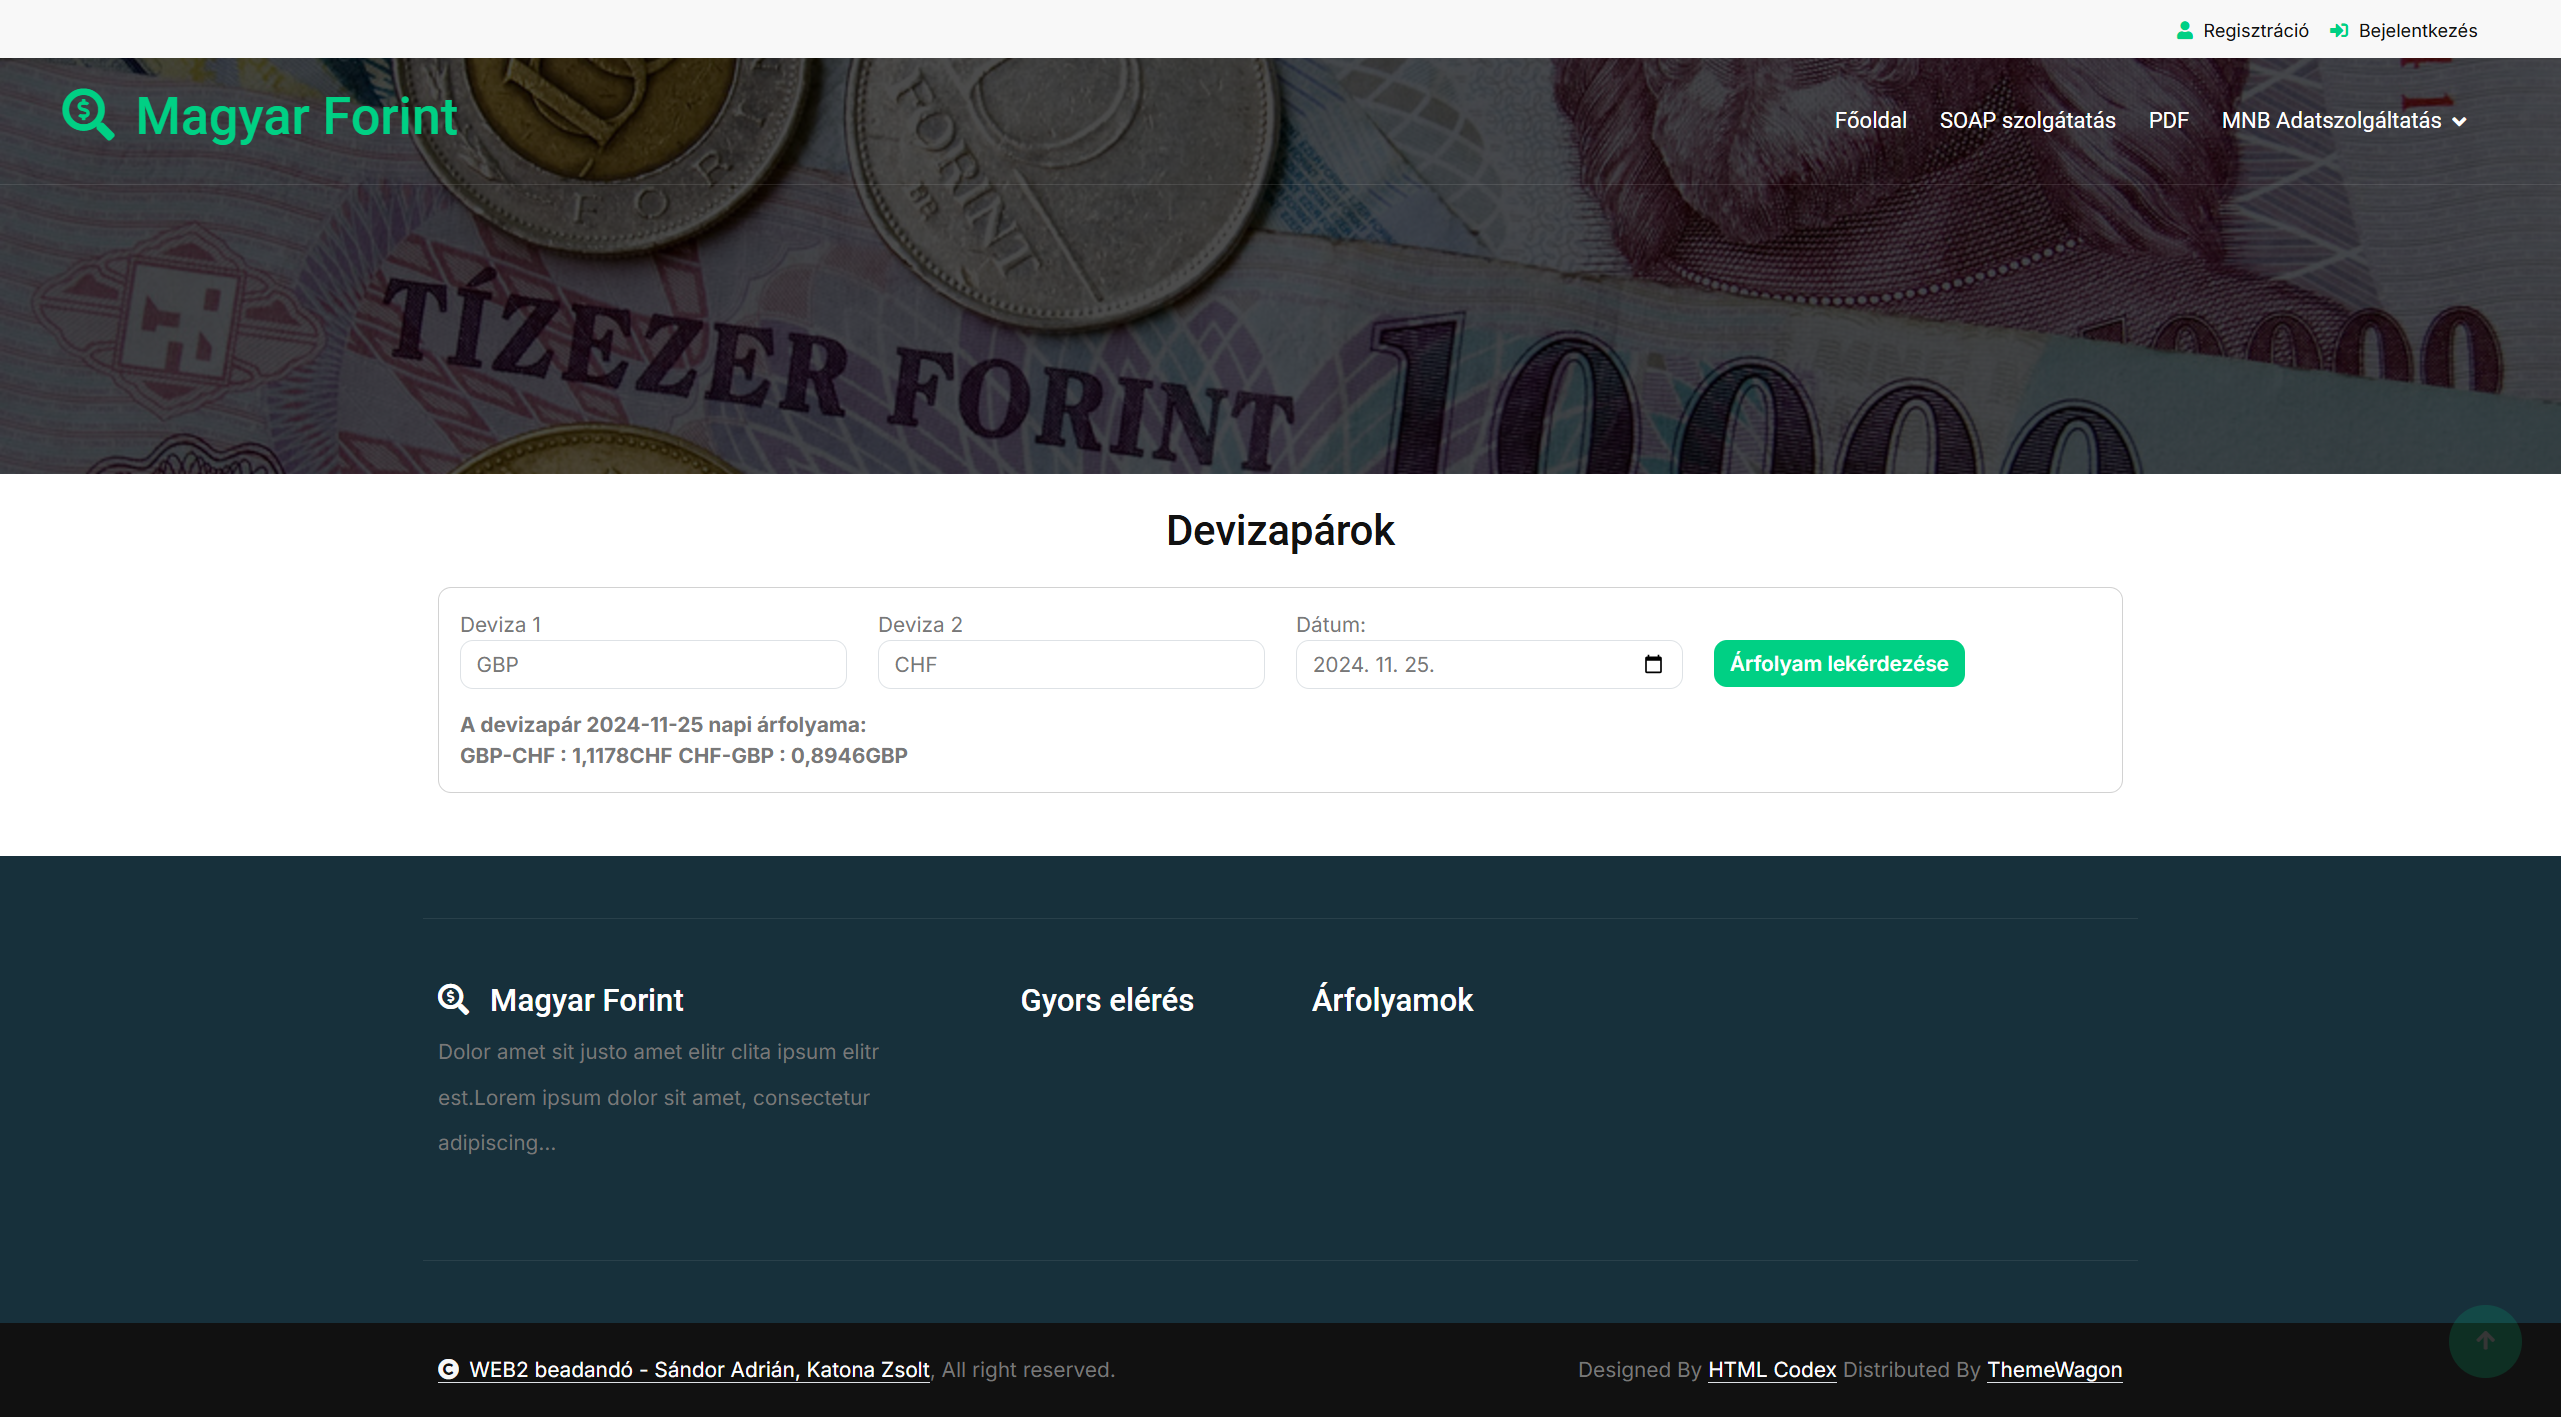 Regisztráció Bejelentkezés
Magyar Forint
Főoldal SOAP szolgátatás PDF MNB Adatszolgáltatás
FORINT
BP.
FOR
TÍZEZER FORINT
10000
10000
Devizapárok
Deviza 1 Deviza 2 Dátum:
GBP CHF 2024. 11. 25. Árfolyam lekérdezése
A devizapár 2024-11-25 napi árfolyama:
GBP-CHF : 1,1178CHF CHF-GBP : 0,8946GBP
Magyar Forint Gyors elérés Árfolyamok
Dolor amet sit justo amet elitr clita ipsum elitr
est.Lorem ipsum dolor sit amet, consectetur
adipiscing...
WEB2 beadandó - Sándor Adrián, Katona Zsolt, All right reserved.
Designed By HTML Codex Distributed By ThemeWagon